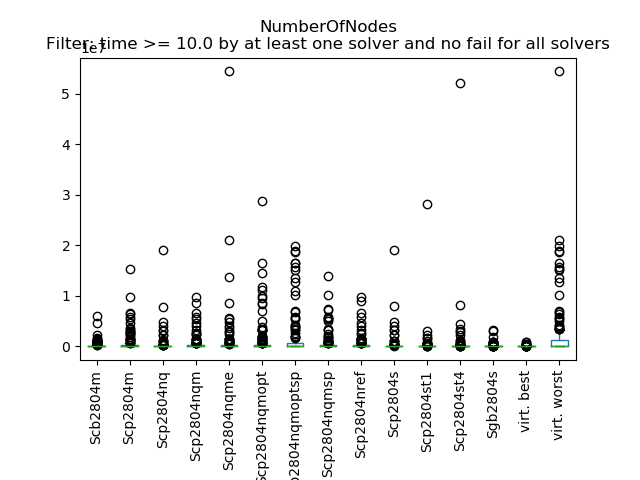 NumberOfNodes
Filter: time >= 10.0 by at least one solver and no fail for all solvers
1e7
5
4
3
2
1
0
Scb2804m
Scp2804m
Scp2804nq
Scp2804nqm
Scp2804nqme
Scp2804nqmopt
p2804nqmoptsp
Scp2804nqmsp
Scp2804nref
Scp2804s
Scp2804st1
Scp2804st4
Sgb2804s
virt. best
virt. worst